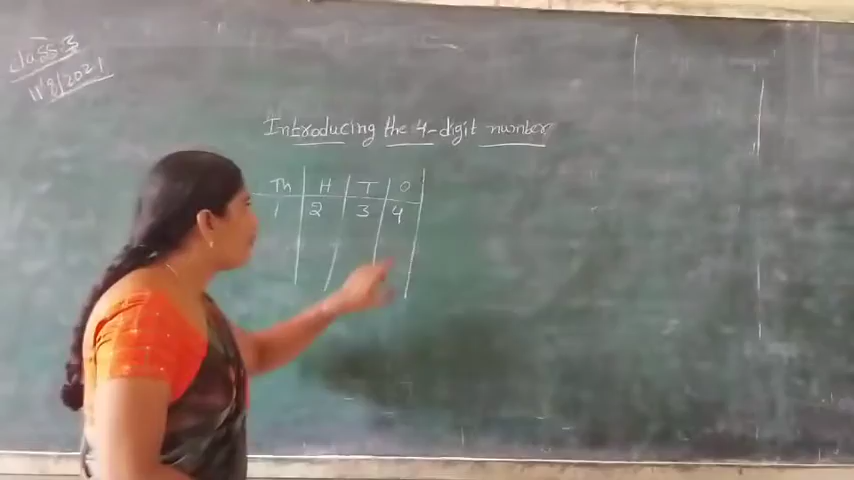 class:3
11/8/2021
Introducing the 4-digit number
Th H T O
1 2 3 4